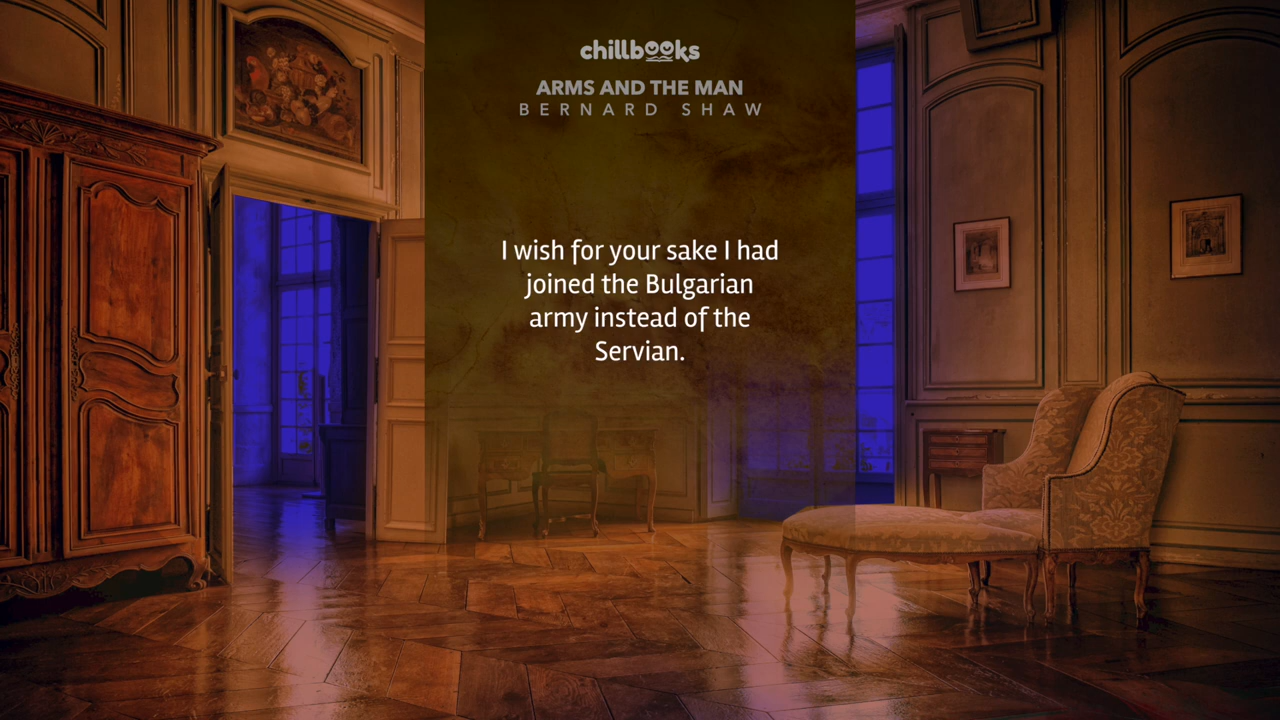 chillbooks
ARMS AND THE MAN
BERNARD SHAW
I wish for your sake I had
joined the Bulgarian
army instead of the
Servian.